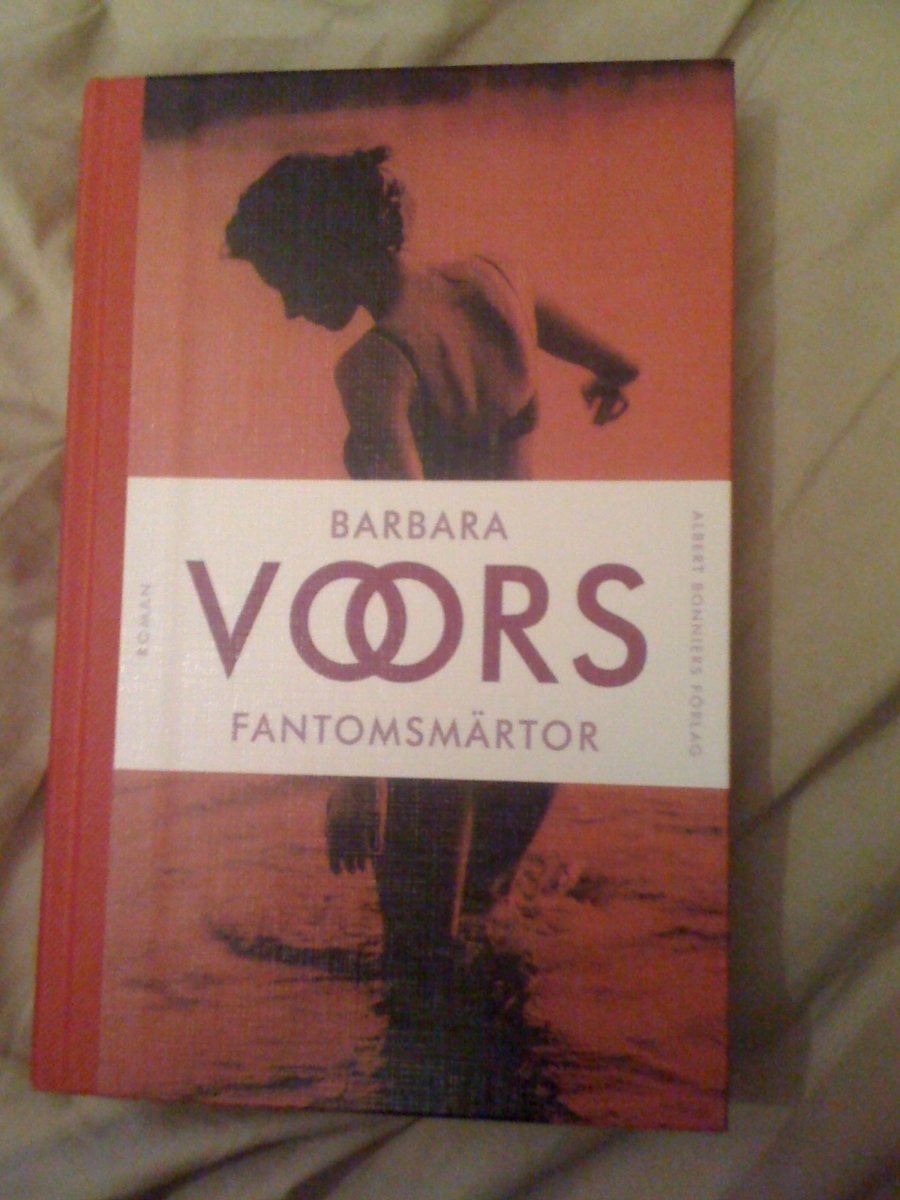 BARBARA
VOORS
FANTOMSMÄRTOR
ROMAN
ALBERT BONNIERS FÖRLAG